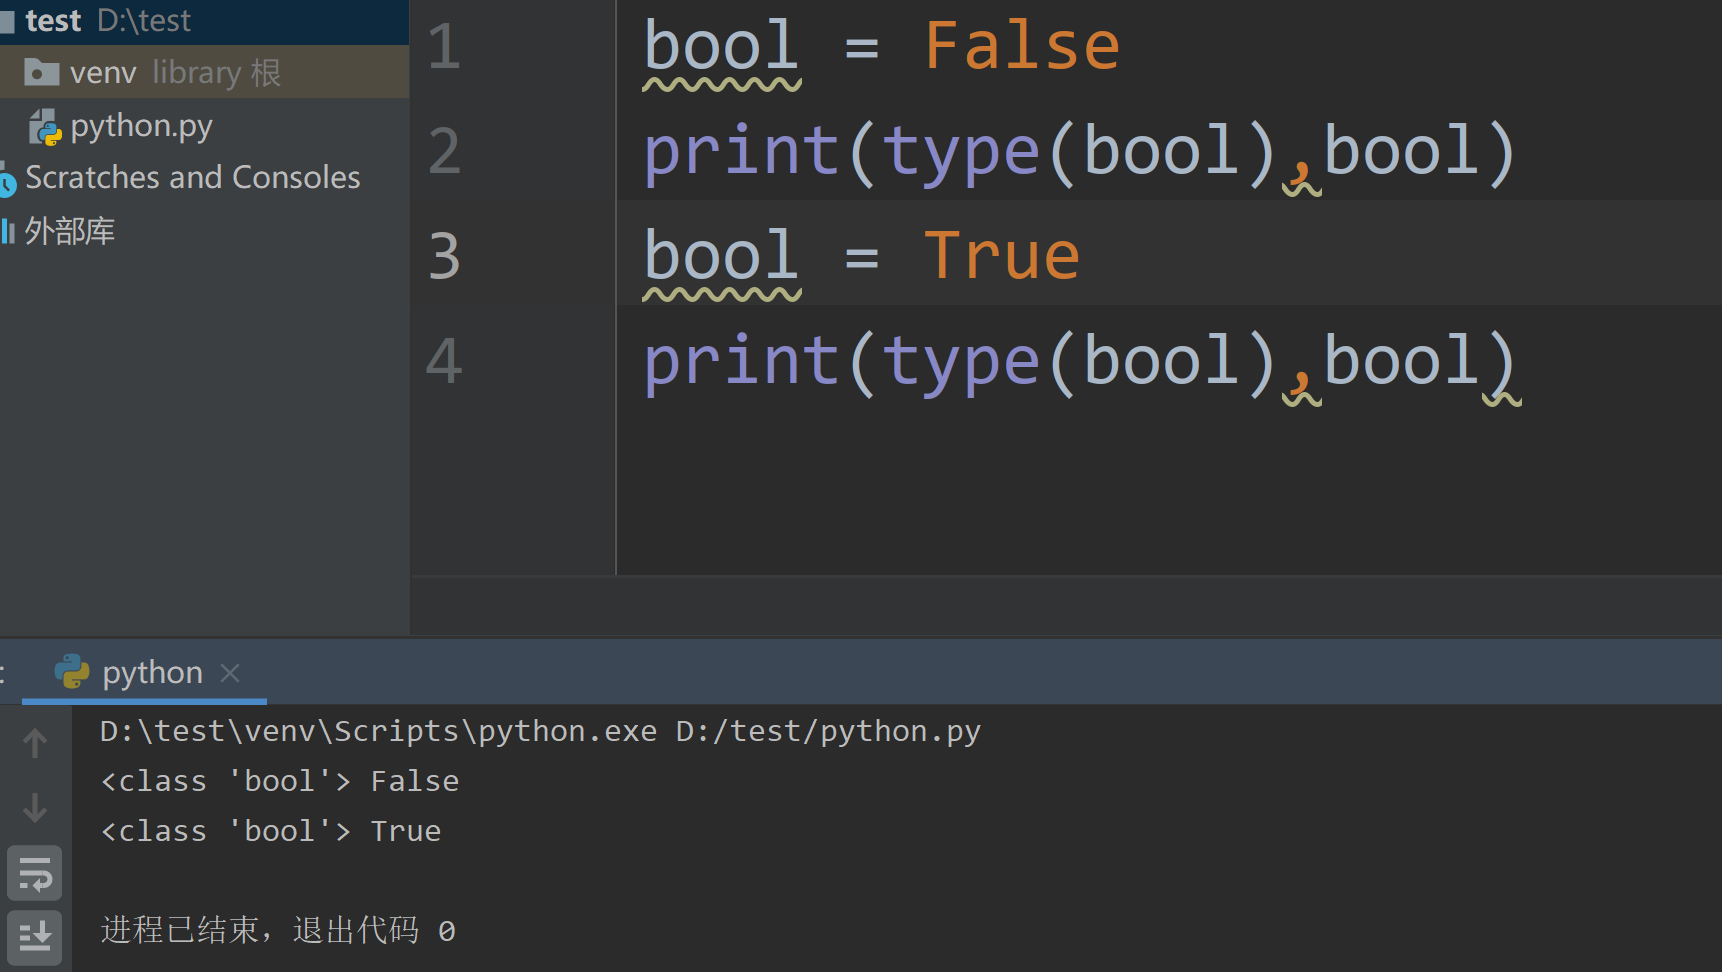 test D:\test
venv library 根
python.py
Scratches and Consoles
外部库
1 bool = False
2 print(type(bool),bool)
3 bool = True
4 print(type(bool),bool)
: python ×
D:\test\venv\Scripts\python.exe D:/test/python.py
<class 'bool'> False
<class 'bool'> True
进程已结束，退出代码 0